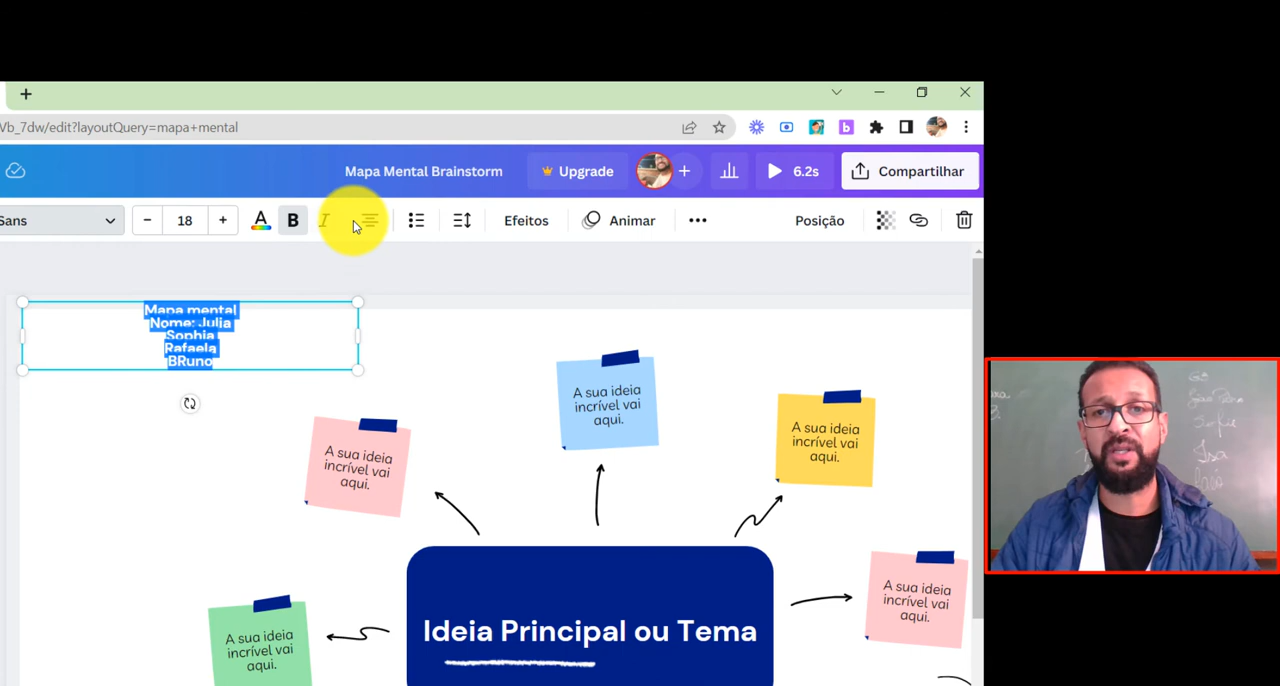 Vb_7dw/edit?layoutQuery=mapa+mental
Mapa Mental Brainstorm
Upgrade
6.2s
Compartilhar
Sans
18
A
B
I
Efeitos
Animar
Posição
Mapa mental
Nome: Julia
Sophia
Rafaela
BRuno
A sua ideia
incrível vai
aqui.
A sua ideia
incrível vai
aqui.
A sua ideia
incrível vai
aqui.
A sua ideia
incrível vai
aqui.
A sua ideia
incrível vai
aqui.
Ideia Principal ou Tema